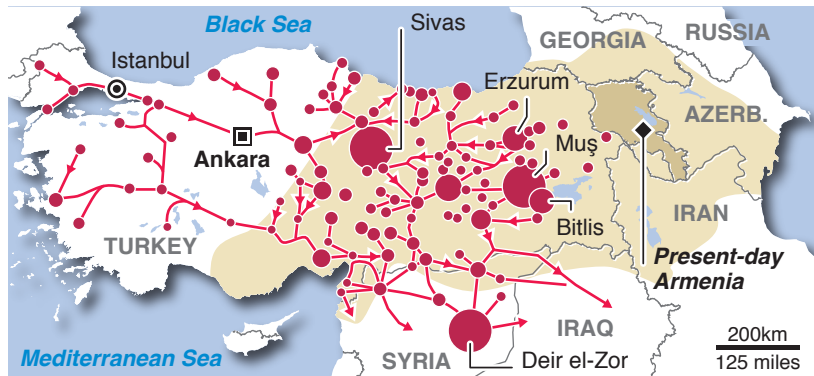 Black Sea
Sivas
GEORGIA
RUSSIA
Istanbul
Erzurum
AZERB.
Ankara
Muş
TURKEY
Bitlis
IRAN
Present-day
Armenia
IRAQ
200km
125 miles
Mediterranean Sea
SYRIA
Deir el-Zor